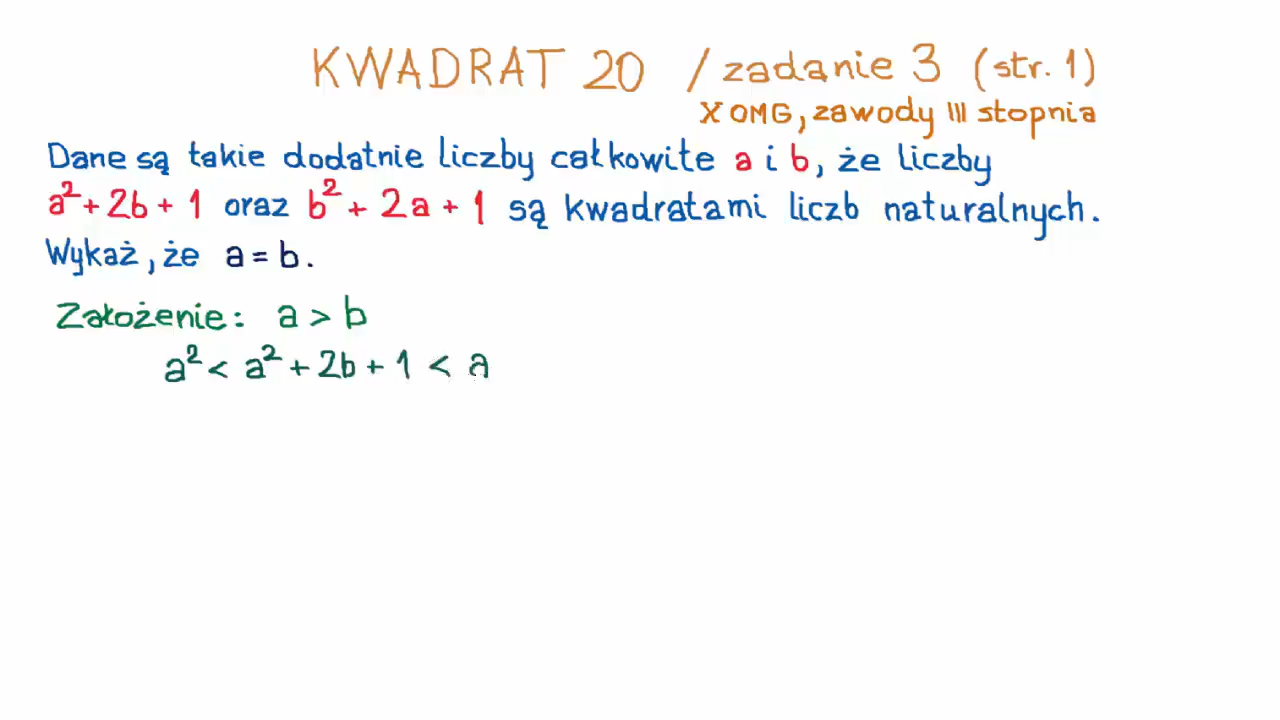 KWADRAT 20 / zadanie 3 (str. 1)
X OMG, zawody III stopnia
Dane są takie dodatnie liczby całkowite a i b, że liczby
a² + 2b + 1 oraz b² + 2a + 1 są kwadratami liczb naturalnych.
Wykaż, że a = b.
Założenie: a > b
a² < a² + 2b + 1 < a